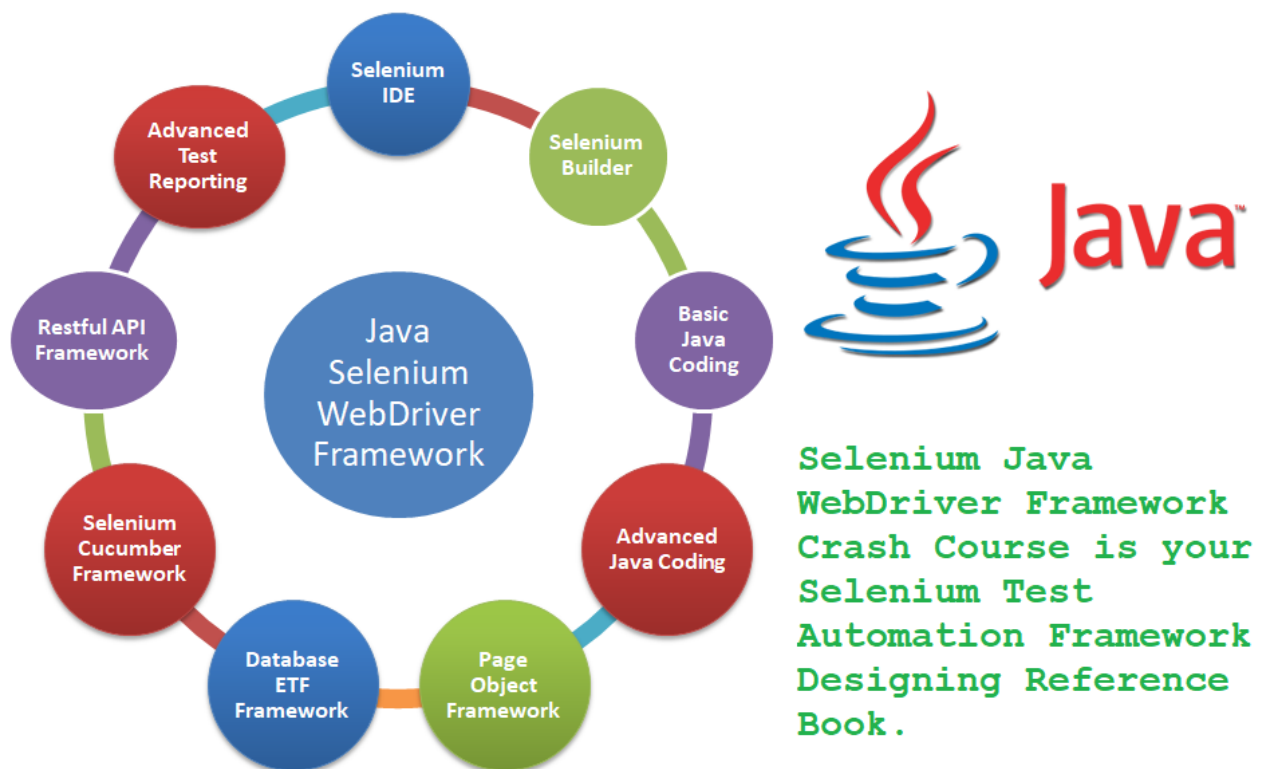 Selenium
IDE
Selenium
Builder
Basic
Java
Coding
Advanced
Java Coding
Page
Object
Framework
Database
ETF
Framework
Selenium
Cucumber
Framework
Restful API
Framework
Advanced
Test
Reporting
Java
Selenium
WebDriver
Framework
Java™
Selenium Java
WebDriver Framework
Crash Course is your
Selenium Test
Automation Framework
Designing Reference
Book.